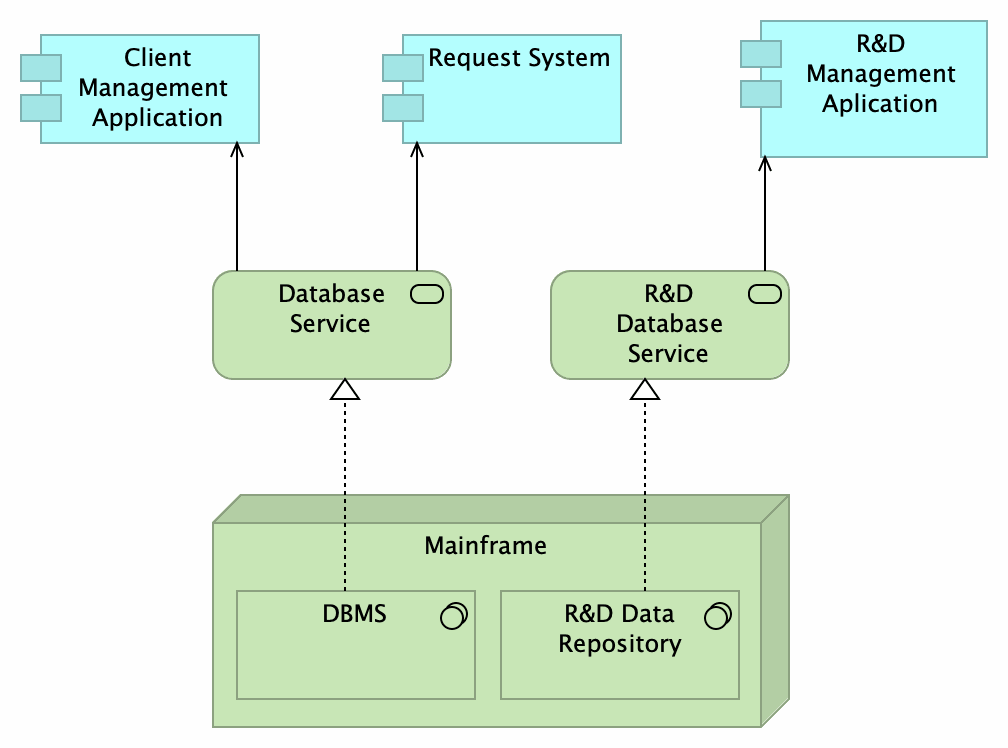 Client
Management
Application
Request System
R&D
Management
Aplication
Database
Service
R&D
Database
Service
Mainframe
DBMS
R&D Data
Repository